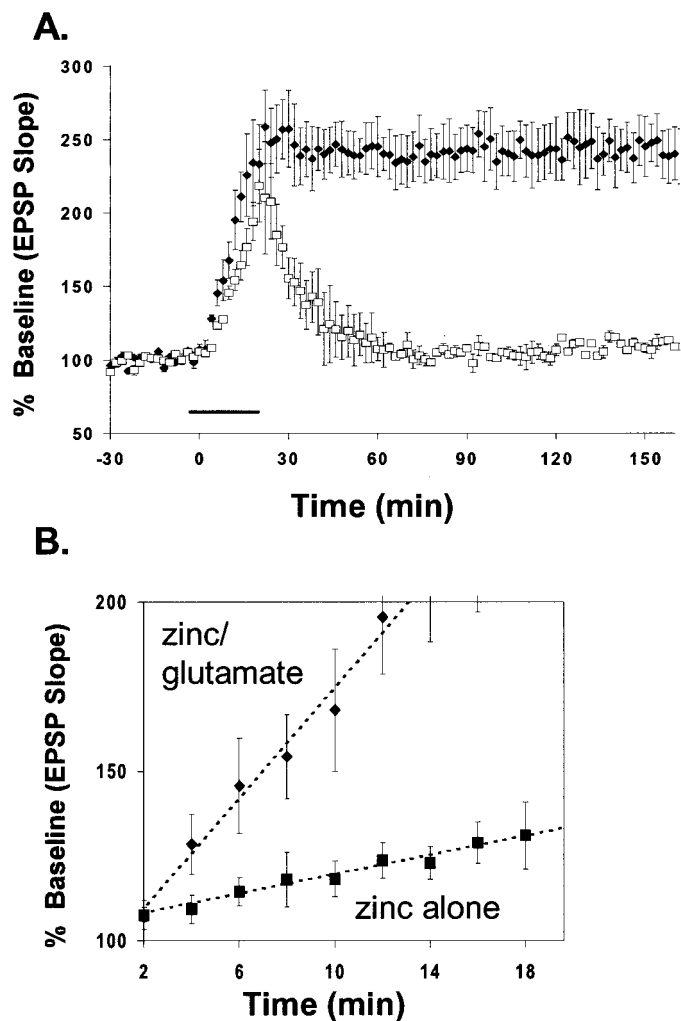 A.
% Baseline (EPSP Slope)
300
250
200
150
100
50
-30 0 30 60 90 120 150
Time (min)
B.
% Baseline (EPSP Slope)
200
150
100
zinc/
glutamate
zinc alone
2 6 10 14 18
Time (min)